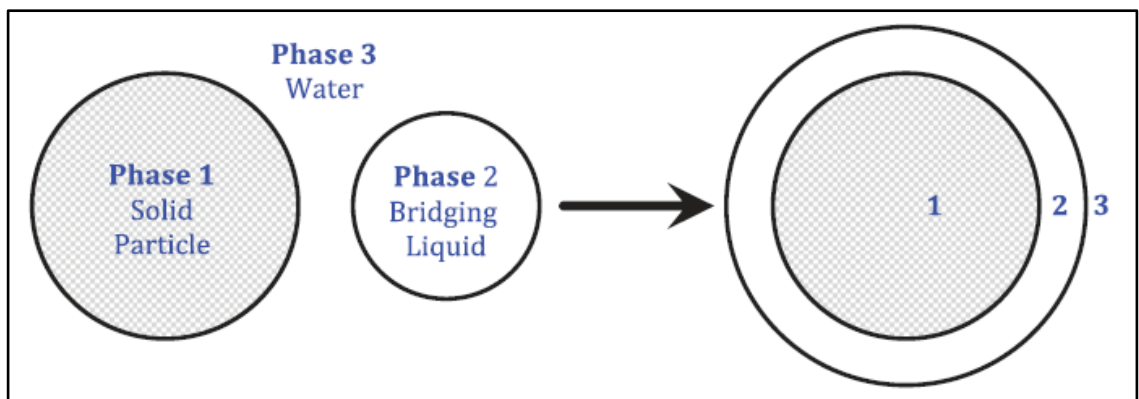 Phase 3
Water
Phase 1
Solid
Particle
Phase 2
Bridging
Liquid
1
2
3